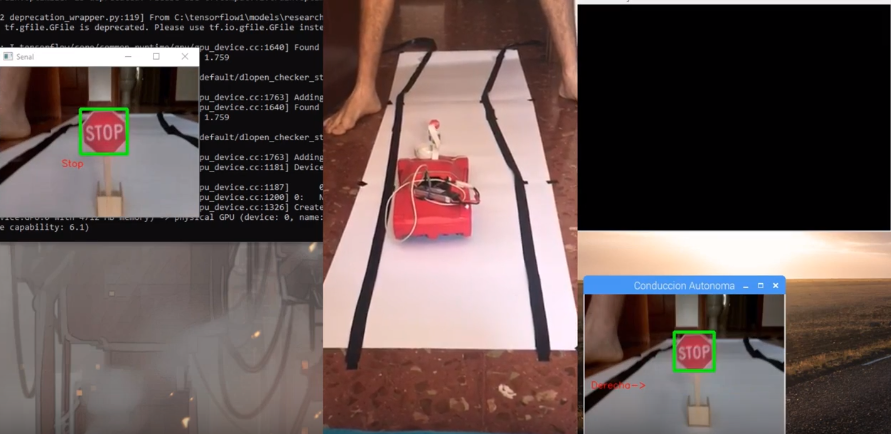 2 deprecation_wrapper.py:119] From C:\tensorflow1\models\research
tf.gfile.GFile is deprecated. Please use tf.io.gfile.GFile inste
pu_device.cc:1640] Found
1.759
Senal
default/dlopen_checker_st
pu_device.cc:1763] Adding
pu_device.cc:1640] Found
1.759
default/dlopen_checker_st
pu_device.cc:1763] Adding
pu_device.cc:1181] Device
pu_device.cc:1187] 0
pu_device.cc:1200] 0:
pu_device.cc:1326] Create
physical GPU (device: 0, name:
e capability: 6.1)
STOP
Stop
Conduccion Autonoma
STOP
Derecha-->